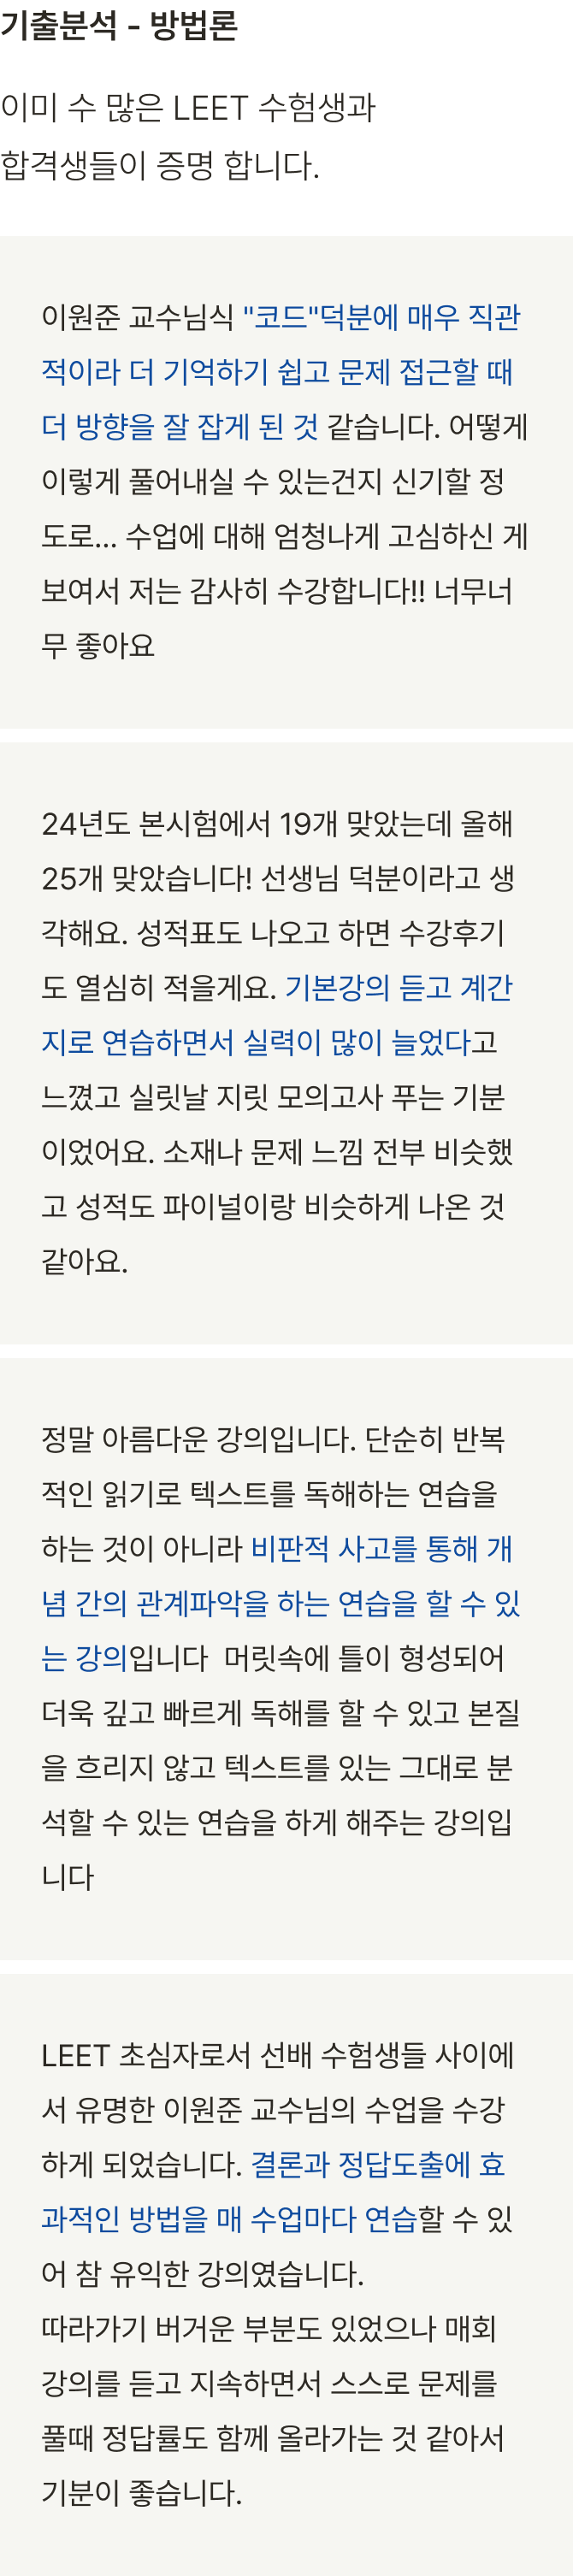 기출분석 - 방법론
이미 수 많은 LEET 수험생과
합격생들이 증명 합니다.
이원준 교수님식 "코드"덕분에 매우 직관
적이라 더 기억하기 쉽고 문제 접근할 때
더 방향을 잘 잡게 된 것 같습니다. 어떻게
이렇게 풀어내실 수 있는건지 신기할 정
도로... 수업에 대해 엄청나게 고심하신 게
보여서 저는 감사히 수강합니다!! 너무너
무 좋아요
24년도 본시험에서 19개 맞았는데 올해
25개 맞았습니다! 선생님 덕분이라고 생
각해요. 성적표도 나오고 하면 수강후기
도 열심히 적을게요. 기본강의 듣고 계간
지로 연습하면서 실력이 많이 늘었다고
느꼈고 실릿날 지릿 모의고사 푸는 기분
이었어요. 소재나 문제 느낌 전부 비슷했
고 성적도 파이널이랑 비슷하게 나온 것
같아요.
정말 아름다운 강의입니다. 단순히 반복
적인 읽기로 텍스트를 독해하는 연습을
하는 것이 아니라 비판적 사고를 통해 개
념 간의 관계파악을 하는 연습을 할 수 있
는 강의입니다  머릿속에 틀이 형성되어
더욱 깊고 빠르게 독해를 할 수 있고 본질
을 흐리지 않고 텍스트를 있는 그대로 분
석할 수 있는 연습을 하게 해주는 강의입
니다
LEET 초심자로서 선배 수험생들 사이에
서 유명한 이원준 교수님의 수업을 수강
하게 되었습니다. 결론과 정답도출에 효
과적인 방법을 매 수업마다 연습할 수 있
어 참 유익한 강의였습니다.
따라가기 버거운 부분도 있었으나 매회
강의를 듣고 지속하면서 스스로 문제를
풀때 정답률도 함께 올라가는 것 같아서
기분이 좋습니다.